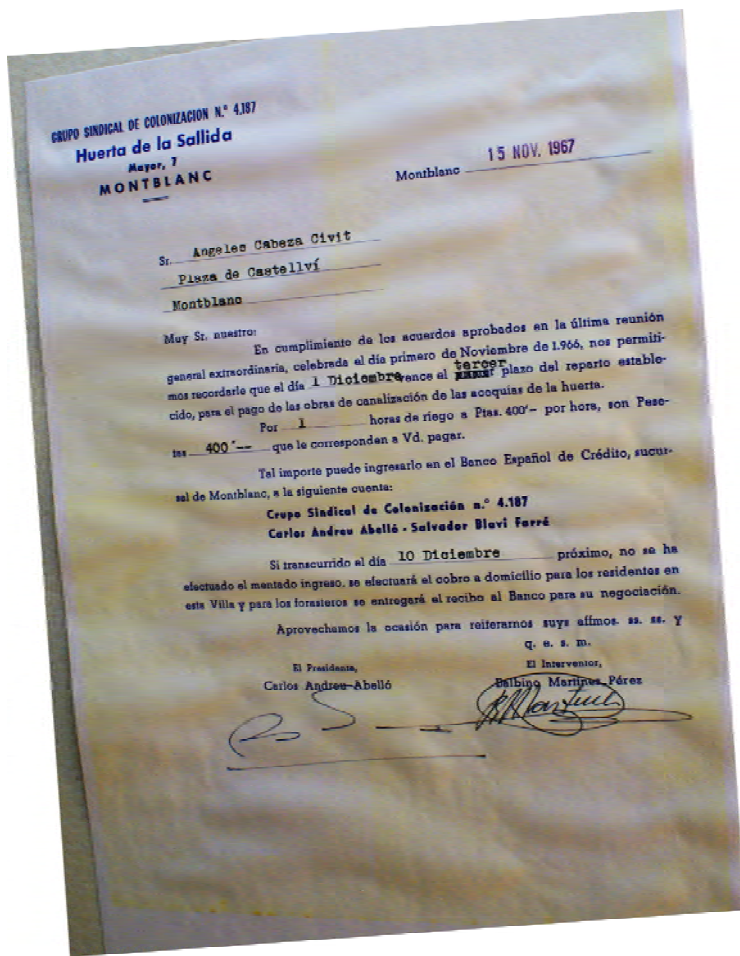 GRUPO SINDICAL DE COLONIZACION N.º 4.187
Huerta de la Sallida
Mayor, 7
MONTBLANC
Montblanc 15 NOV. 1967
Sr. Angeles Cabeza Civit
Plaza de Castellví
Montblanc
Muy Sr. nuestro:
En cumplimiento de los acuerdos aprobados en la última reunión
general extraordinaria, celebrada el día primero de Noviembre de 1.966, nos permiti-
mos recordarle que el día 1 Diciembre vence el tercer plazo del reparto estable-
cido, para el pago de las obras de canalización de las acequias de la huerta.
Por 1 horas de riego a Ptas. 400'- por hora, son Pese-
tas 400'-- que le corresponden a Vd. pagar.
Tal importe puede ingresarlo en el Banco Español de Crédito, sucur-
sal de Montblanc, a la siguiente cuenta:
Grupo Sindical de Colonización n.º 4.187
Carlos Andreu Abelló - Salvador Blavi Farré
Si transcurrido el día 10 Diciembre próximo, no se ha
efectuado el mentado ingreso, se efectuará el cobro a domicilio para los residentes en
esta Villa y para los forasteros se entregará el recibo al Banco para su negociación.
Aprovechamos la ocasión para reiterarnos suys affmos. ss. ss. y
q. e. s. m.
El Presidente, El Interventor,
Carlos Andreu Abelló Balbino Martínez Pérez